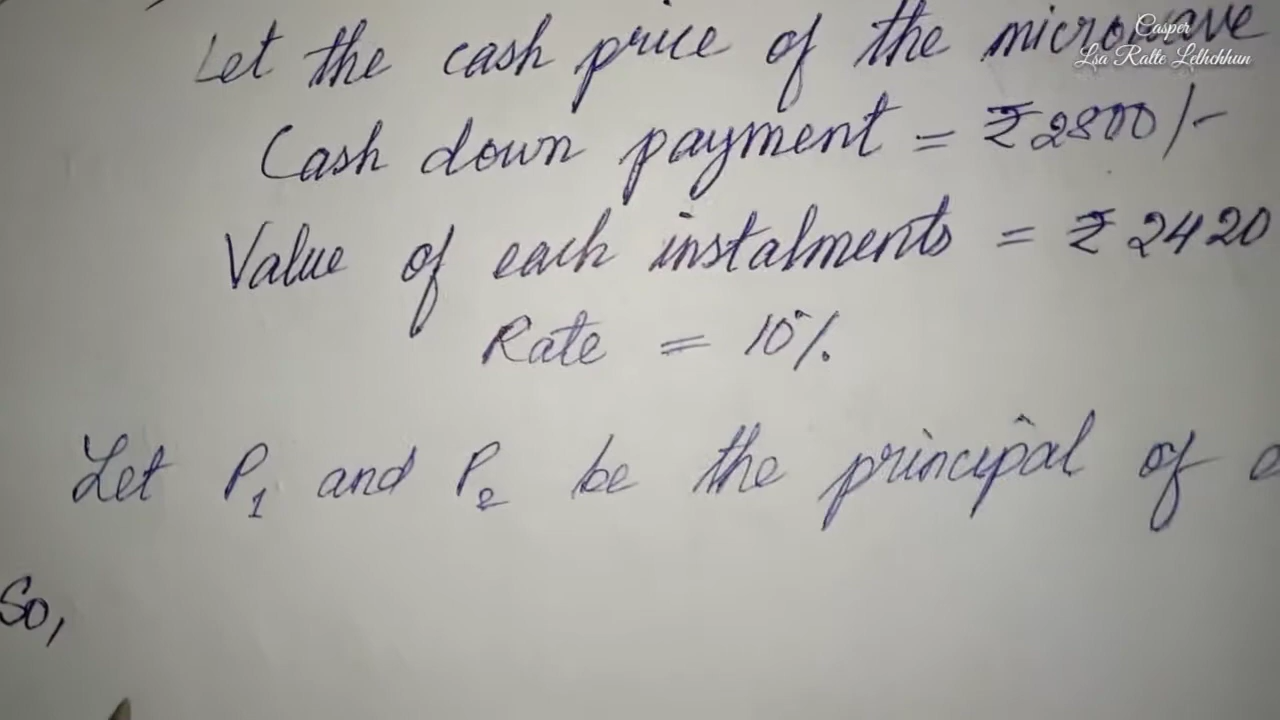 Casper
Lsa Ralte Lelhchhun
Let the cash price of the microwave
Cash down payment = ₹2800/-
Value of each instalments = ₹2420
Rate = 10%.
Let P₁ and P₂ be the principal of
So,